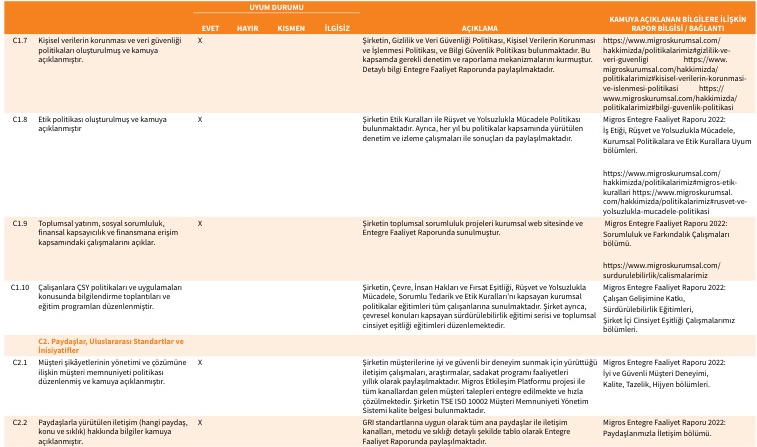 UYUM DURUMU
EVET HAYIR KISMEN İLGİSİZ AÇIKLAMA KAMUYA AÇIKLANAN BİLGİLERE İLİŞKİN
RAPOR BİLGİSİ / BAĞLANTI
C1.7 Kişisel verilerin korunması ve veri güvenliği
politikaları oluşturulmuş ve kamuya
açıklanmıştır.
X
Şirketin, Gizlilik ve Veri Güvenliği Politikası, Kişisel Verilerin Korunması
ve İşlenmesi Politikası, ve Bilgi Güvenlik Politikası bulunmaktadır. Bu
kapsamda gerekli denetim ve raporlama mekanizmalarını kurmuştur.
Detaylı bilgi Entegre Faaliyet Raporunda paylaşılmaktadır.
https://www.migroskurumsal.com/
hakkimizda/politikalarimiz#gizlilik-ve-
veri-guvenligi https://www.
migroskurumsal.com/hakkimizda/
politikalarimiz#kisisel-verilerin-korunmasi-
ve-islenmesi-politikasi https://
www.migroskurumsal.com/hakkimizda/
politikalarimiz#bilgi-guvenlik-politikasi
C1.8 Etik politikası oluşturulmuş ve kamuya
açıklanmıştır
X
Şirketin Etik Kuralları ile Rüşvet ve Yolsuzlukla Mücadele Politikası
bulunmaktadır. Ayrıca, her yıl bu politikalar kapsamında yürütülen
denetim ve izleme çalışmaları ile sonuçları da paylaşılmaktadır.
Migros Entegre Faaliyet Raporu 2022:
İş Etiği, Rüşvet ve Yolsuzlukla Mücadele,
Kurumsal Politikalara ve Etik Kurallara Uyum
bölümleri.
https://www.migroskurumsal.com/
hakkimizda/politikalarimiz#migros-etik-
kurallari https://www.migroskurumsal.
com/hakkimizda/politikalarimiz#rusvet-ve-
yolsuzlukla-mucadele-politikasi
C1.9 Toplumsal yatırım, sosyal sorumluluk,
finansal kapsayıcılık ve finansmana erişim
kapsamındaki çalışmalarını açıklar.
X
Şirketin toplumsal sorumluluk projeleri kurumsal web sitesinde ve
Entegre Faaliyet Raporunda sunulmuştur.
Migros Entegre Faaliyet Raporu 2022:
Sorumluluk ve Farkındalık Çalışmaları
bölümü.
https://www.migroskurumsal.com/
surdurulebilirlik/calismalarimiz
C1.10 Çalışanlara ÇSY politikaları ve uygulamaları
konusunda bilgilendirme toplantıları ve
eğitim programları düzenlenmiştir.
Şirketin, Çevre, İnsan Hakları ve Fırsat Eşitliği, Rüşvet ve Yolsuzlukla
Mücadele, Sorumlu Tedarik ve Etik Kuralları'nı kapsayan kurumsal
politikalar eğitimleri tüm çalışanlarına sunulmaktadır. Şirket ayrıca,
çevresel konuları kapsayan sürdürülebilirlik eğitimi serisi ve toplumsal
cinsiyet eşitliği eğitimleri düzenlemektedir.
Migros Entegre Faaliyet Raporu 2022:
Çalışan Gelişimine Katkı,
Sürdürülebilirlik Eğitimleri,
Şirket İçi Cinsiyet Eşitliği Çalışmalarımız
bölümleri.
C2. Paydaşlar, Uluslararası Standartlar ve
İnisiyatifler
C2.1 Müşteri şikâyetlerinin yönetimi ve çözümüne
ilişkin müşteri memnuniyeti politikası
düzenlenmiş ve kamuya açıklanmıştır.
X
Şirketin müşterilerine iyi ve güvenli bir deneyim sunmak için yürüttüğü
iletişim çalışmaları, araştırmalar, sadakat programı faaliyetleri
yıllık olarak paylaşılmaktadır. Migros Etkileşim Platformu projesi ile
tüm kanallardan gelen müşteri talepleri entegre edilmekte ve hızla
çözülmektedir. Şirketin TSE ISO 10002 Müşteri Memnuniyeti Yönetim
Sistemi kalite belgesi bulunmaktadır.
Migros Entegre Faaliyet Raporu 2022:
İyi ve Güvenli Müşteri Deneyimi,
Kalite, Tazelik, Hijyen bölümleri.
C2.2 Paydaşlarla yürütülen iletişim (hangi paydaş,
konu ve sıklık) hakkında bilgiler kamuya
açıklanmıştır.
X
GRI standartlarına uygun olarak tüm ana paydaşlar ile iletişim
kanalları, metodu ve sıklığı detaylı şekilde tablo olarak Entegre
Faaliyet Raporunda paylaşılmaktadır.
Migros Entegre Faaliyet Raporu 2022:
Paydaşlarımızla İletişim bölümü.